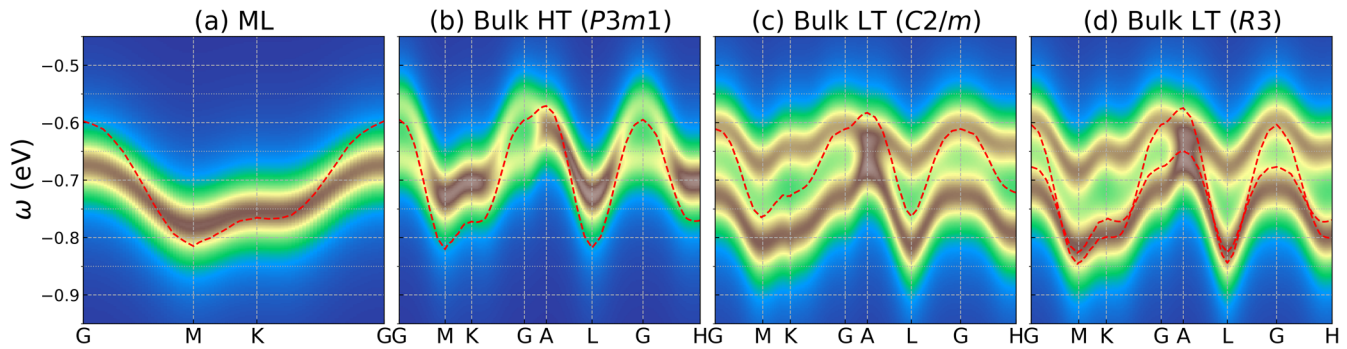 (a) ML
(b) Bulk HT (P3m1)
(c) Bulk LT (C2/m)
(d) Bulk LT (R3)
ω (eV)
−0.5
−0.6
−0.7
−0.8
−0.9
G M K G
G M K G A L G H
G M K G A L G H
G M K G A L G H